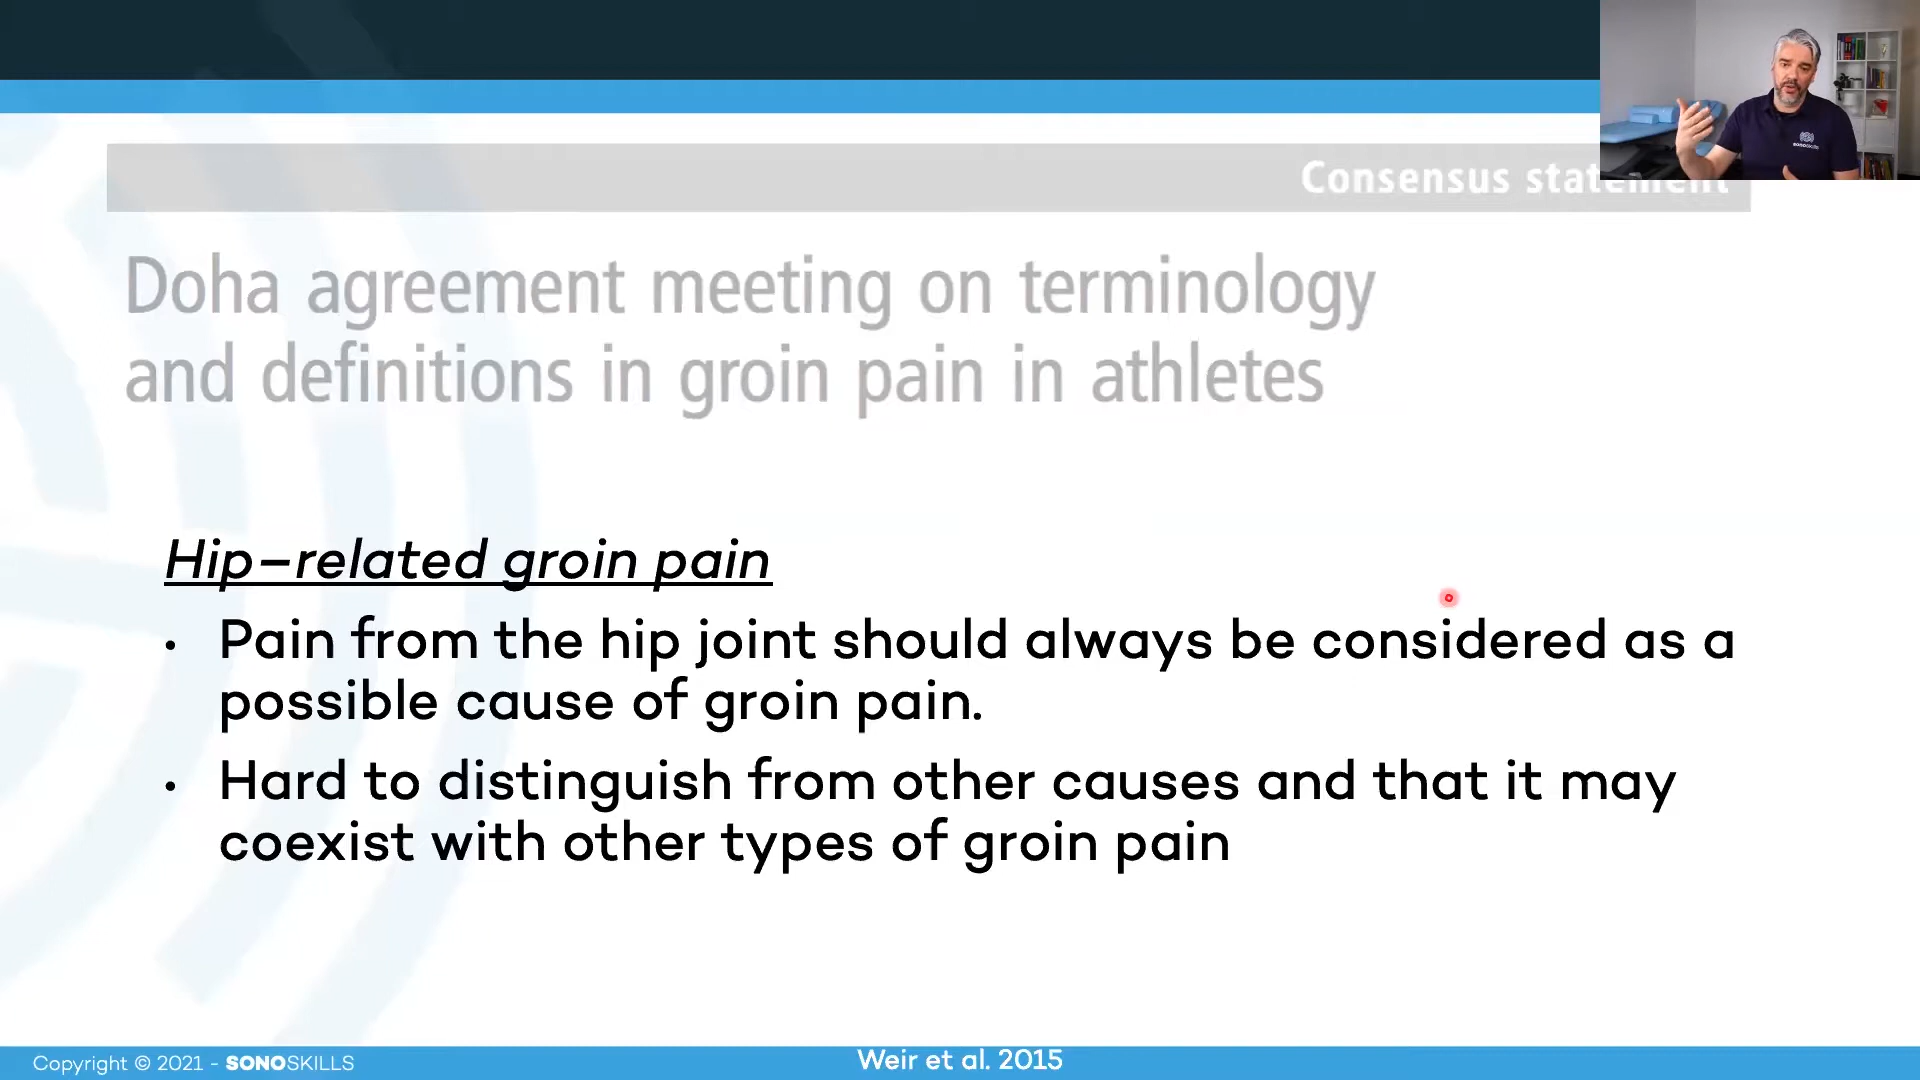 Consensus statement
Doha agreement meeting on terminology
and definitions in groin pain in athletes
Hip-related groin pain
• Pain from the hip joint should always be considered as a
possible cause of groin pain.
• Hard to distinguish from other causes and that it may
coexist with other types of groin pain
Copyright © 2021 - SONOSKILLS
Weir et al. 2015
sonoskills